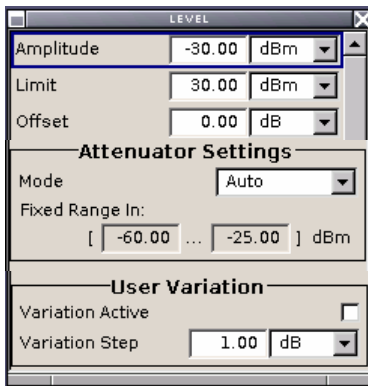 LEVEL
Amplitude -30.00 dBm
Limit 30.00 dBm
Offset 0.00 dB
Attenuator Settings
Mode Auto
Fixed Range In:
[ -60.00 ... -25.00 ] dBm
User Variation
Variation Active
Variation Step 1.00 dB